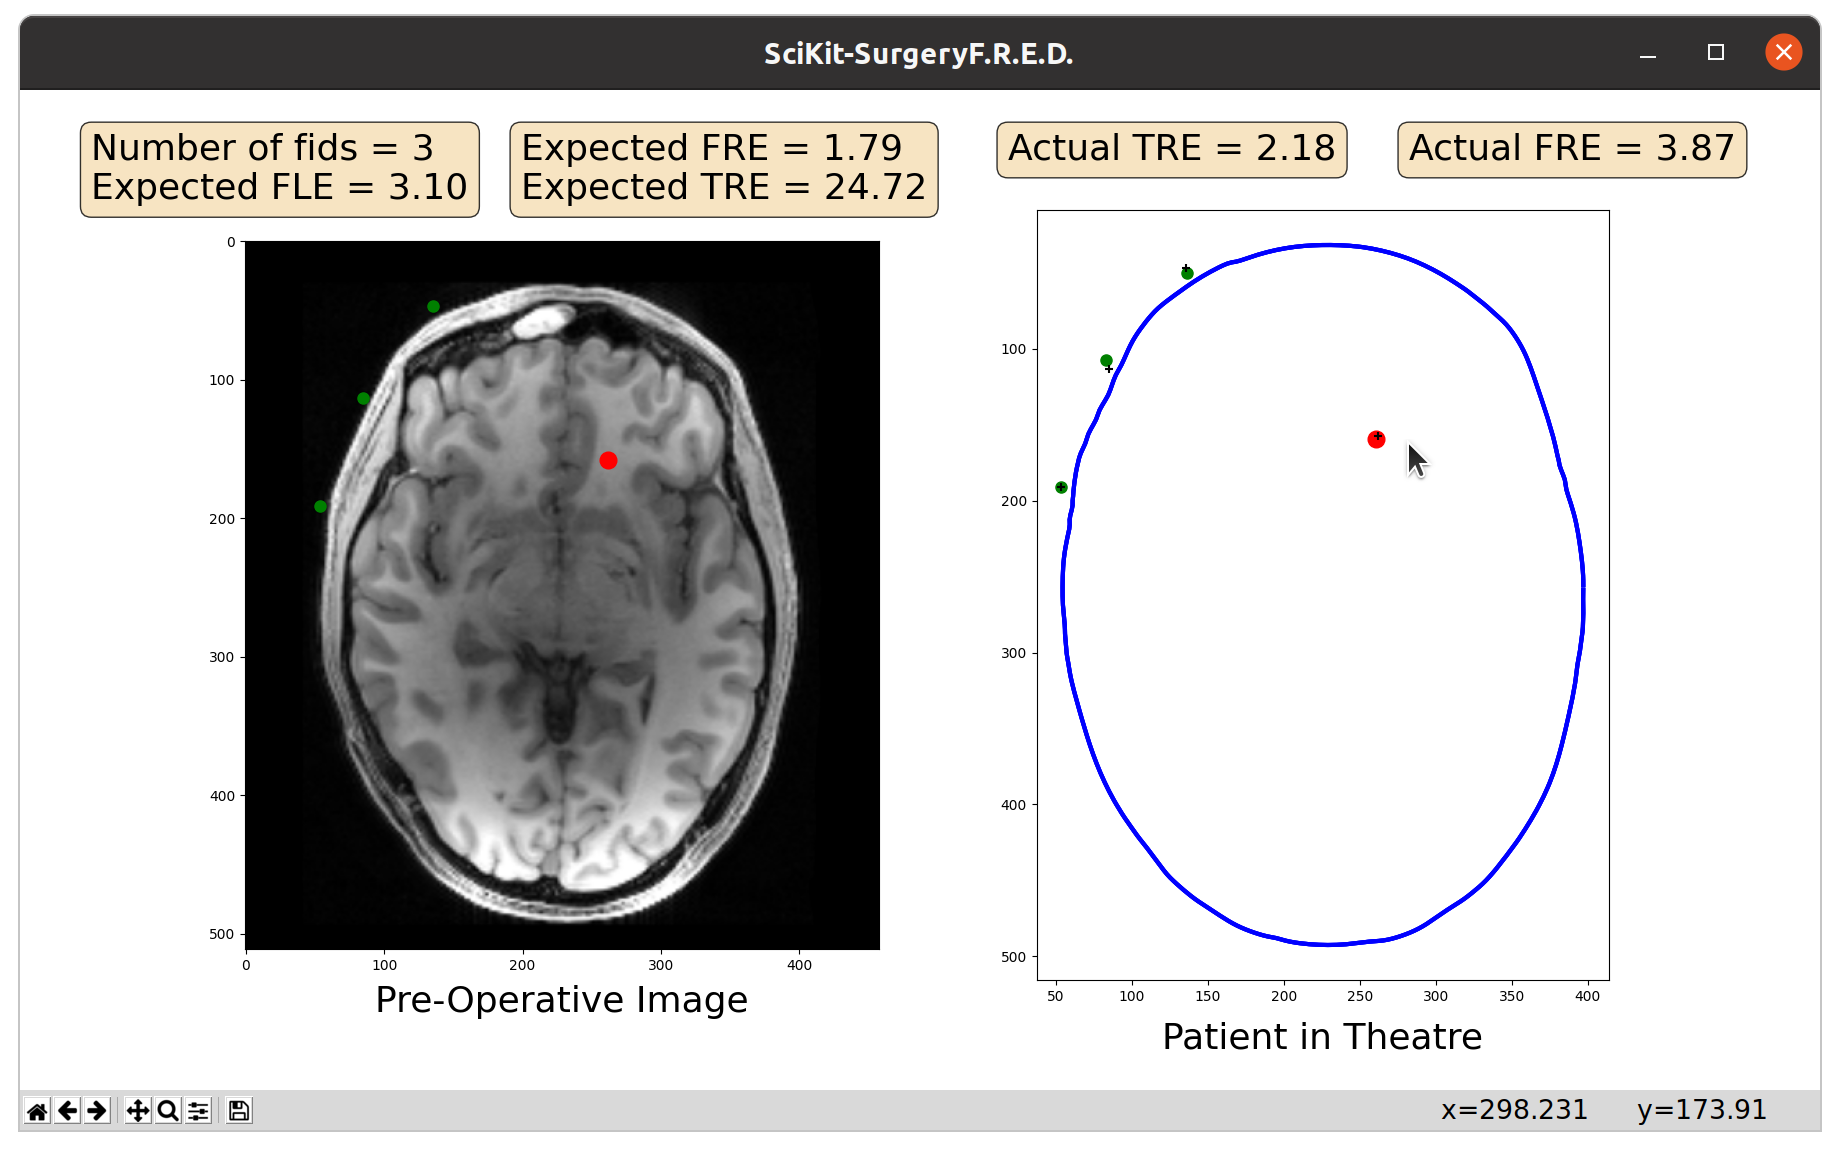 SciKit-SurgeryF.R.E.D.
Number of fids = 3
Expected FLE = 3.10
Expected FRE = 1.79
Expected TRE = 24.72
Actual TRE = 2.18
Actual FRE = 3.87
0
100
200
300
400
500
0 100 200 300 400
Pre-Operative Image
100
200
300
400
500
50 100 150 200 250 300 350 400
Patient in Theatre
x=298.231 y=173.91